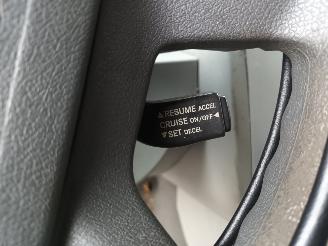 ▲RESUME ACCEL
CRUISE ON/OFF◀
▼SET DECEL